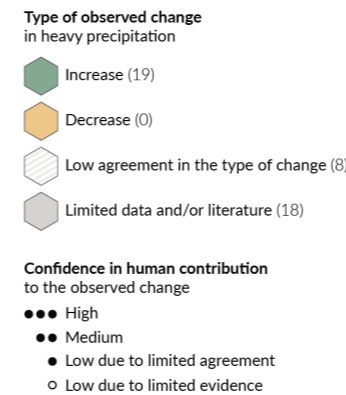 Type of observed change
in heavy precipitation
Increase (19)
Decrease (0)
Low agreement in the type of change (8)
Limited data and/or literature (18)
Confidence in human contribution
to the observed change
●●● High
●● Medium
● Low due to limited agreement
○ Low due to limited evidence